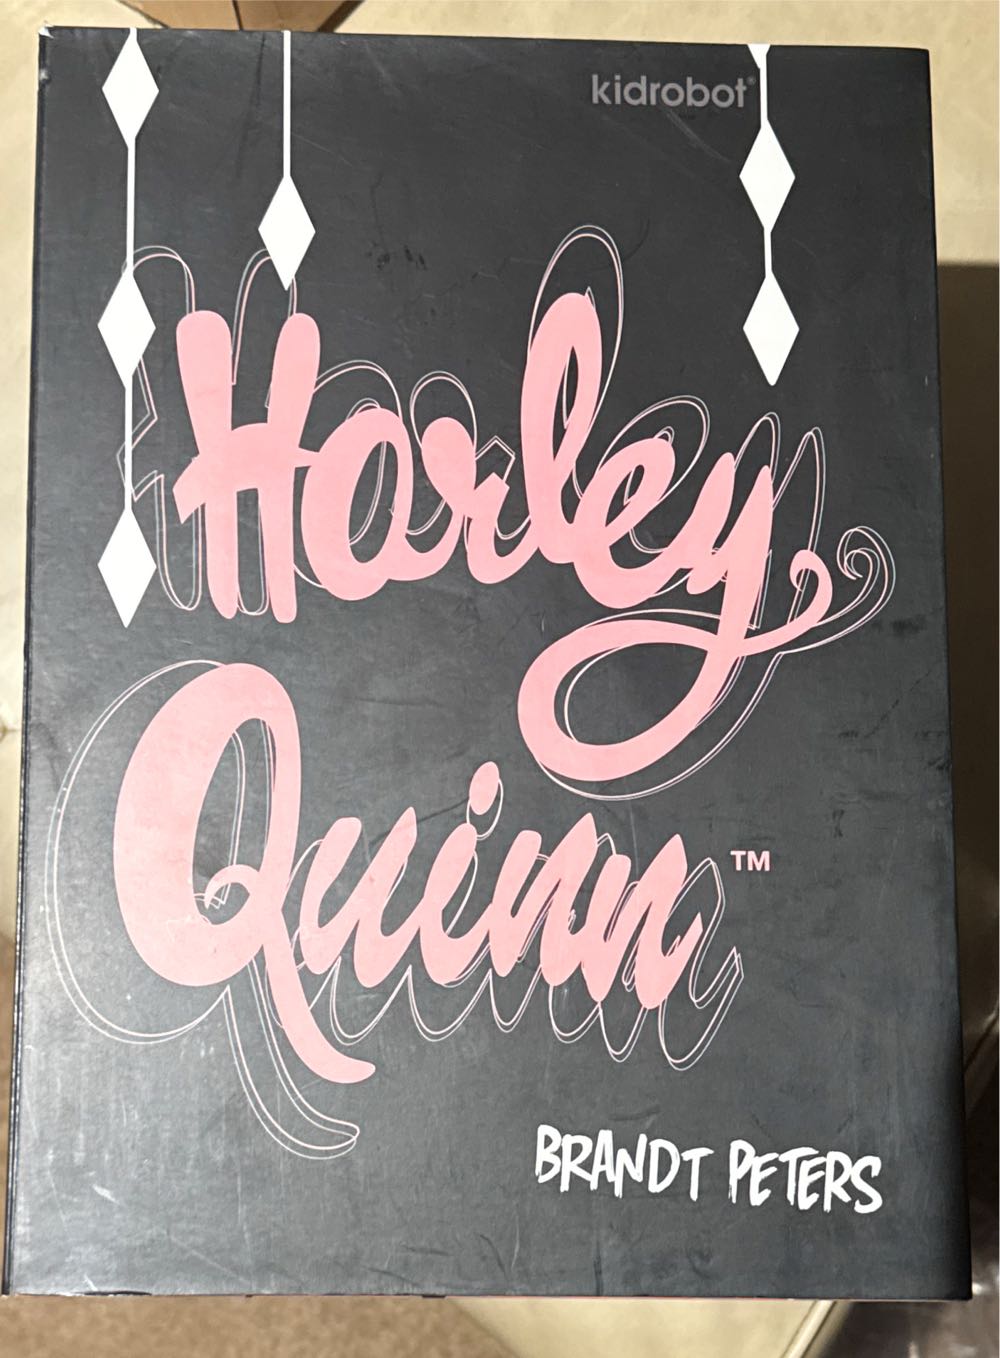 kidrobot®
Harley
Quinn™
BRANDT PETERS